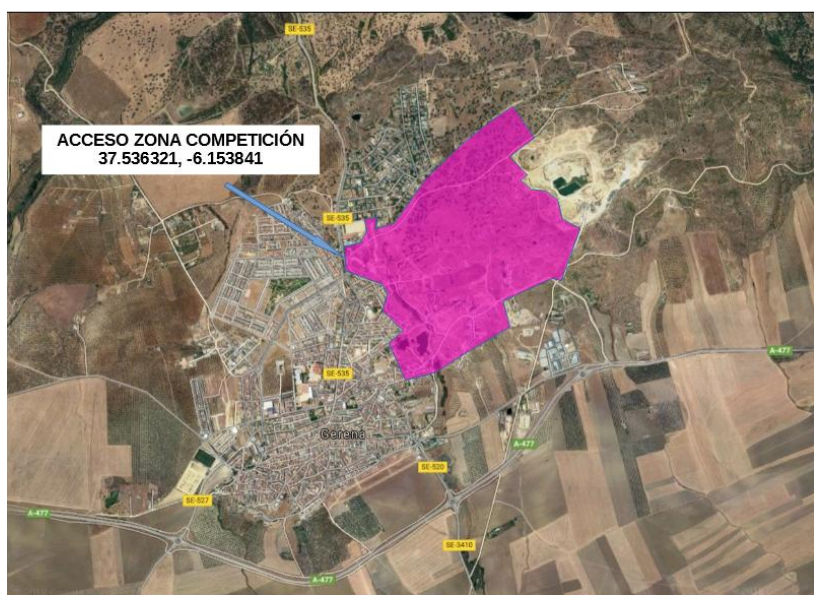 SE-535
ACCESO ZONA COMPETICIÓN
37.536321, -6.153841
SE-535
A-477
SE-535
Gerena
A-477
SE-520
SE-527
A-477
SE-3410
A-477